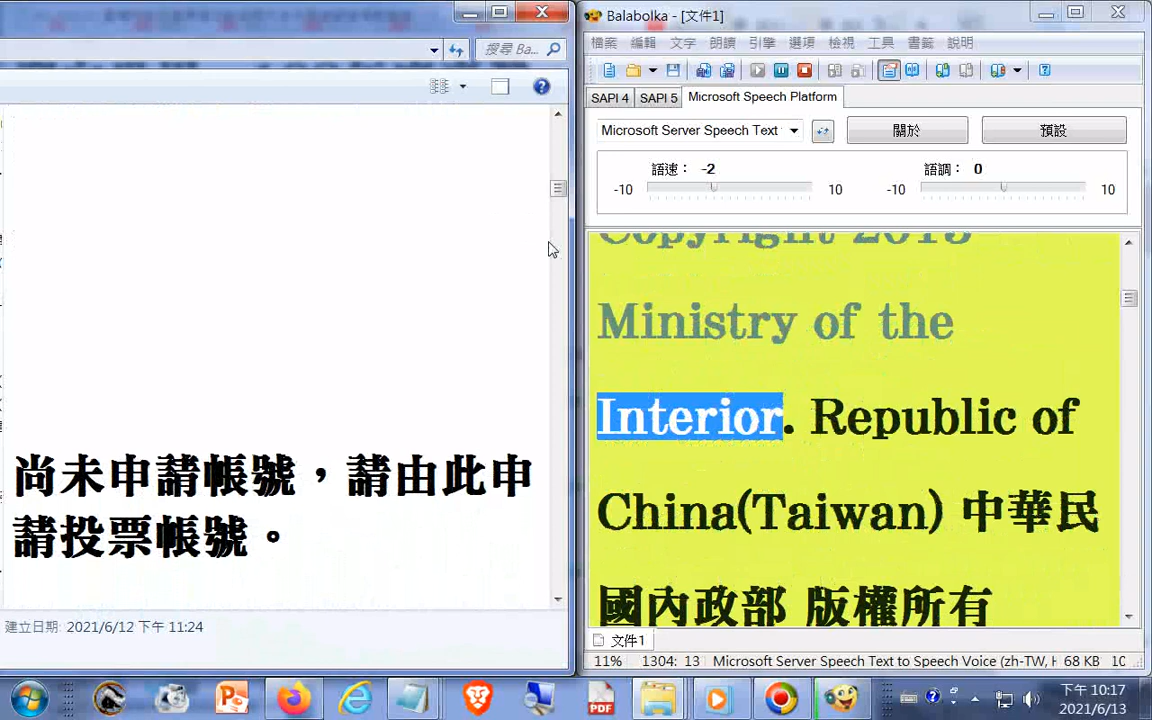 搜尋 Ba...
尚未申請帳號，請由此申
請投票帳號。
建立日期: 2021/6/12 下午 11:24
Balabolka - [文件1]
檔案 編輯 文字 朗讀 引擎 選項 檢視 工具 書籤 說明
SAPI 4 SAPI 5 Microsoft Speech Platform
Microsoft Server Speech Text 關於 預設
語速： -2 語調： 0
-10 10 -10 10
Copyright 2013
Ministry of the
Interior. Republic of
China(Taiwan) 中華民
國內政部 版權所有
文件1
11% 1304: 13 Microsoft Server Speech Text to Speech Voice (zh-TW, H 68 KB 10
PDF
下午 10:17
2021/6/13